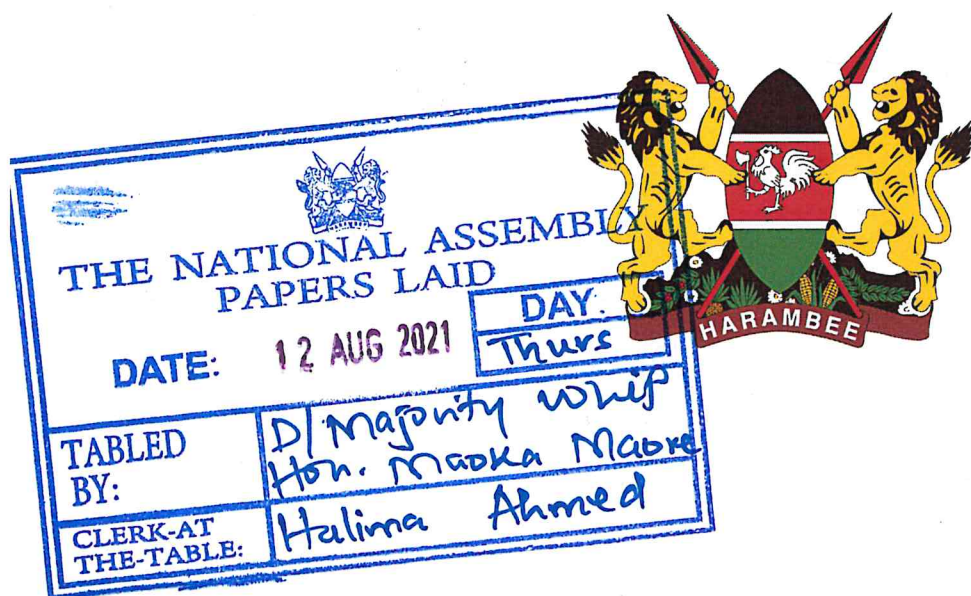 THE NATIONAL ASSEMBLY
PAPERS LAID
DATE: 12 AUG 2021
DAY:
Thurs
TABLED BY:
D/Majority Whip
Hon. Maoka Maore
CLERK-AT THE-TABLE:
Halima Ahmed
HARAMBEE